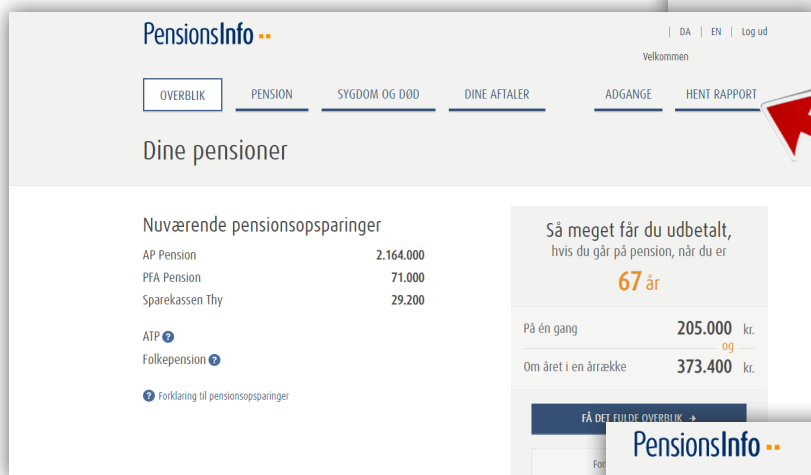 PensionsInfo
| DA | EN | Log ud
Velkommen
OVERBLIK PENSION SYGDOM OG DØD DINE AFTALER ADGANGE HENT RAPPORT
Dine pensioner
Nuværende pensionsopsparinger
AP Pension 2.164.000
PFA Pension 71.000
Sparekassen Thy 29.200
ATP ?
Folkepension ?
? Forklaring til pensionsopsparinger
Så meget får du udbetalt,
hvis du går på pension, når du er
67 år
På én gang 205.000 kr.
og
Om året i en årrække 373.400 kr.
FÅ DET FULDE OVERBLIK →
PensionsInfo